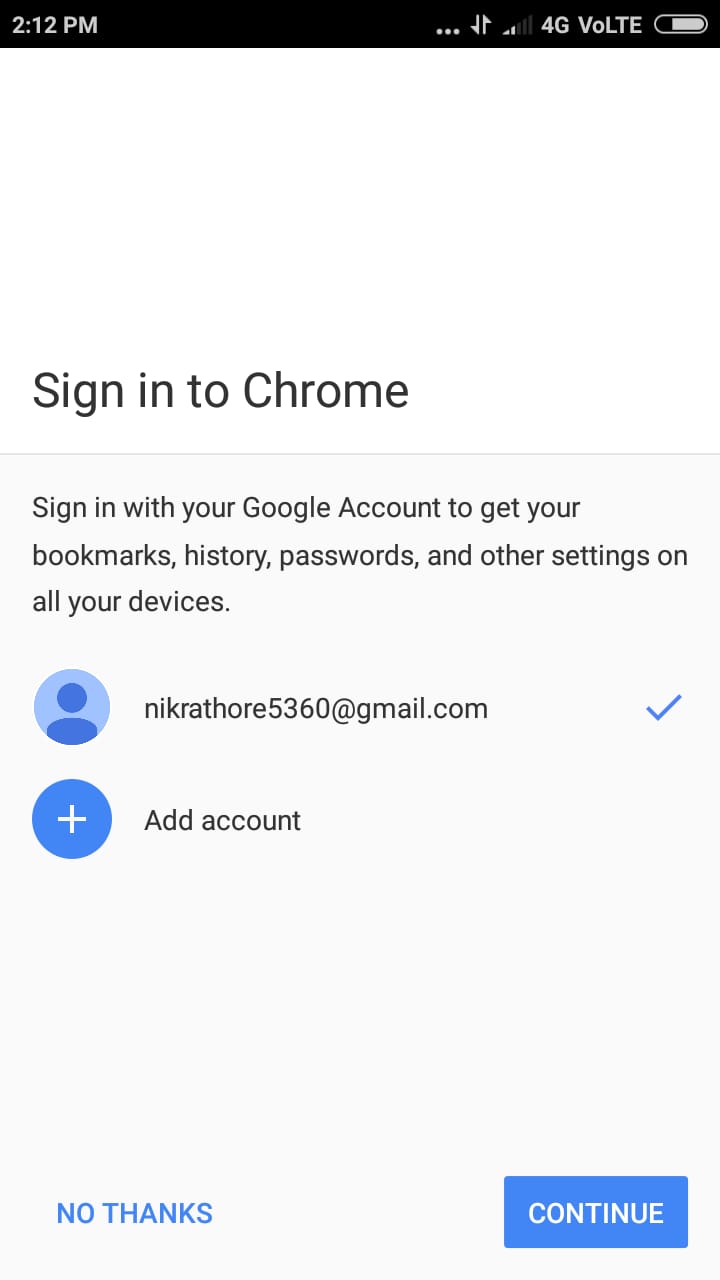 2:12 PM
... 4G VoLTE
Sign in to Chrome
Sign in with your Google Account to get your
bookmarks, history, passwords, and other settings on
all your devices.
nikrathore5360@gmail.com
Add account
NO THANKS
CONTINUE